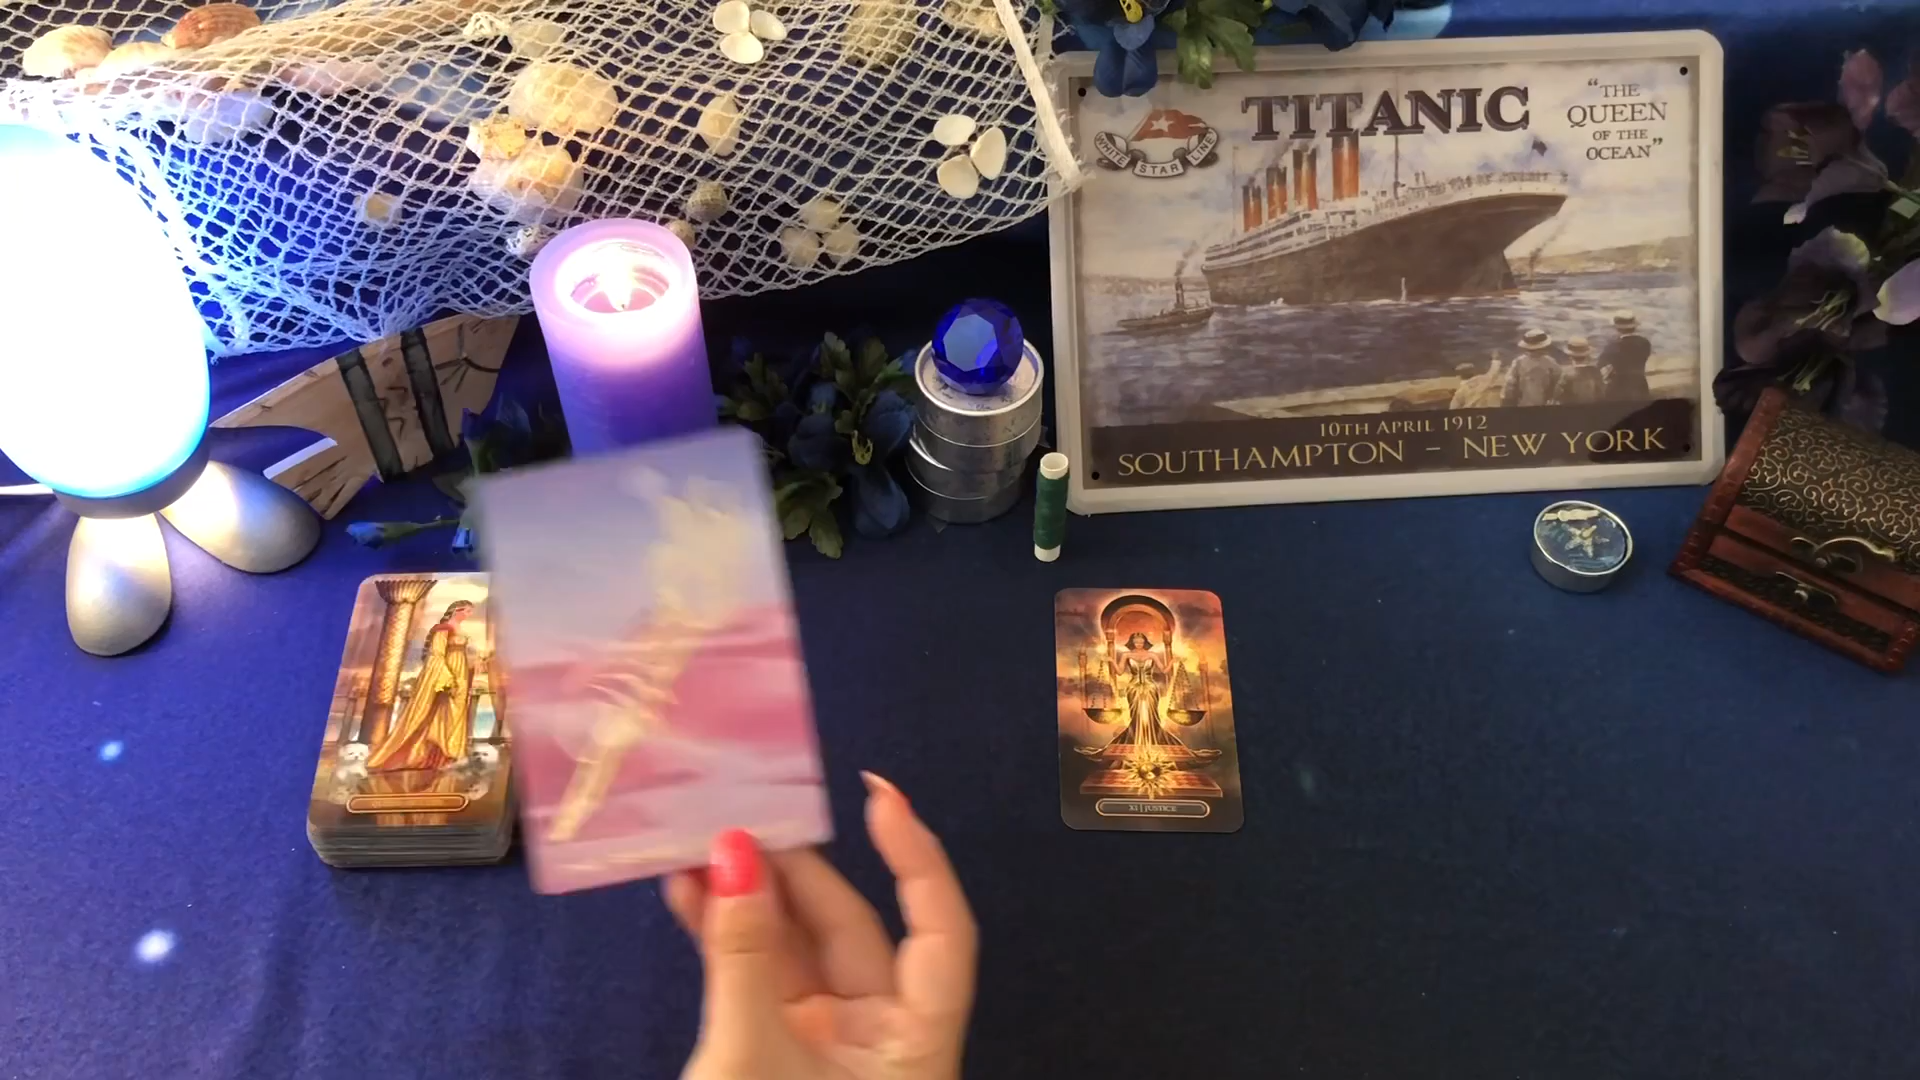 TITANIC
“THE
QUEEN
OF THE
OCEAN”
WHITE STAR LINE
10TH APRIL 1912
SOUTHAMPTON – NEW YORK
XI | JUSTICE